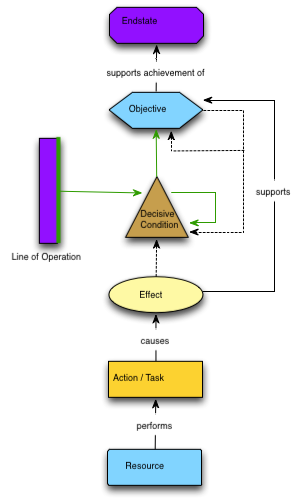 Endstate
supports achievement of
Objective
supports
Decisive
Condition
Line of Operation
Effect
causes
Action / Task
performs
Resource